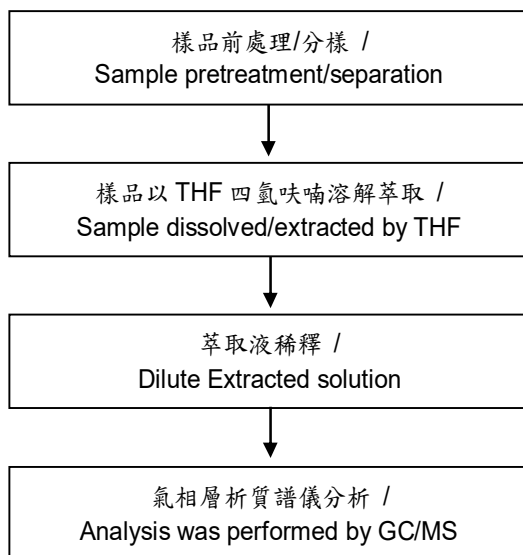 樣品前處理/分樣 /
Sample pretreatment/separation
樣品以 THF 四氫呋喃溶解萃取 /
Sample dissolved/extracted by THF
萃取液稀釋 /
Dilute Extracted solution
氣相層析質譜儀分析 /
Analysis was performed by GC/MS